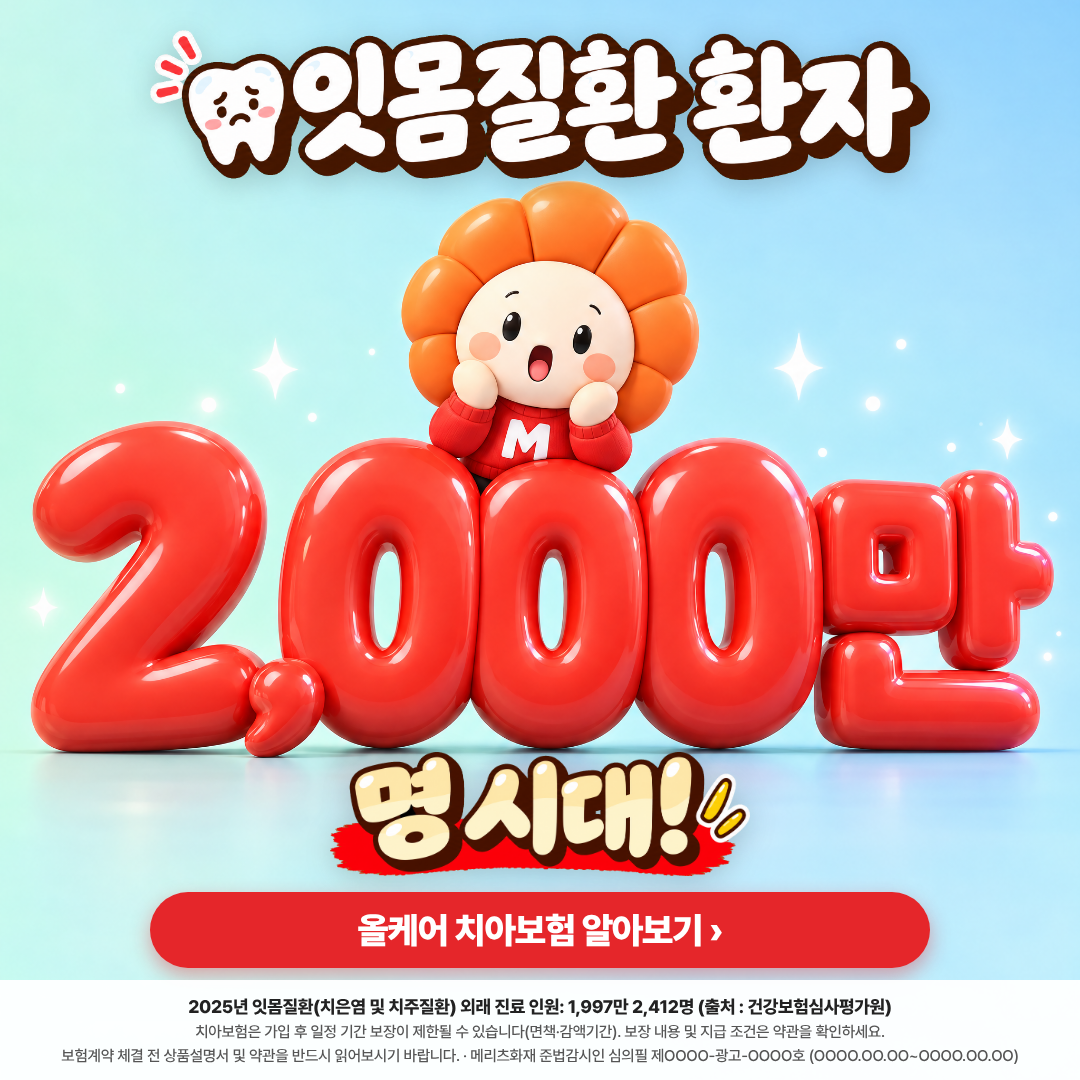 잇몸질환 환자
M
2,000만
명 시대!
올케어 치아보험 알아보기 ›
2025년 잇몸질환(치은염 및 치주질환) 외래 진료 인원: 1,997만 2,412명 (출처 : 건강보험심사평가원)
치아보험은 가입 후 일정 기간 보장이 제한될 수 있습니다(면책·감액기간). 보장 내용 및 지급 조건은 약관을 확인하세요.
보험계약 체결 전 상품설명서 및 약관을 반드시 읽어보시기 바랍니다. · 메리츠화재 준법감시인 심의필 제OOOO-광고-OOOO호 (OOOO.OO.OO~OOOO.OO.OO)